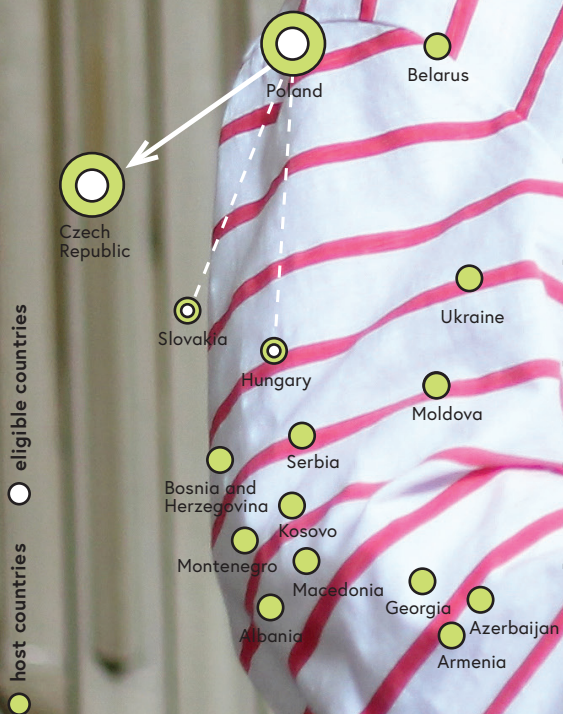 Poland
Belarus
Czech
Republic
Slovakia
Ukraine
Hungary
Moldova
Serbia
Bosnia and
Herzegovina
Kosovo
Montenegro
Macedonia
Georgia
Albania
Azerbaijan
Armenia
eligible countries
host countries